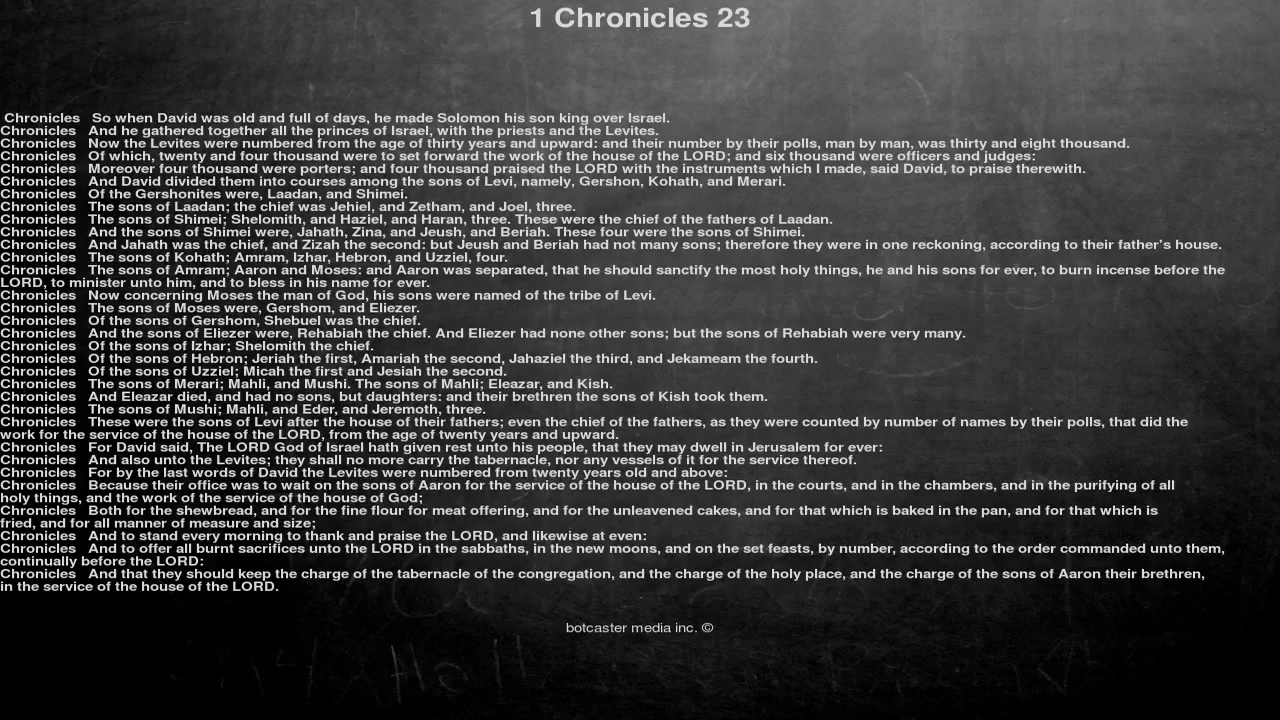 1 Chronicles 23
Chronicles So when David was old and full of days, he made Solomon his son king over Israel.
Chronicles And he gathered together all the princes of Israel, with the priests and the Levites.
Chronicles Now the Levites were numbered from the age of thirty years and upward: and their number by their polls, man by man, was thirty and eight thousand.
Chronicles Of which, twenty and four thousand were to set forward the work of the house of the LORD; and six thousand were officers and judges:
Chronicles Moreover four thousand were porters; and four thousand praised the LORD with the instruments which I made, said David, to praise therewith.
Chronicles And David divided them into courses among the sons of Levi, namely, Gershon, Kohath, and Merari.
Chronicles Of the Gershonites were, Laadan, and Shimei.
Chronicles The sons of Laadan; the chief was Jehiel, and Zetham, and Joel, three.
Chronicles The sons of Shimei; Shelomith, and Haziel, and Haran, three. These were the chief of the fathers of Laadan.
Chronicles And the sons of Shimei were, Jahath, Zina, and Jeush, and Beriah. These four were the sons of Shimei.
Chronicles And Jahath was the chief, and Zizah the second: but Jeush and Beriah had not many sons; therefore they were in one reckoning, according to their father's house.
Chronicles The sons of Kohath; Amram, Izhar, Hebron, and Uzziel, four.
Chronicles The sons of Amram; Aaron and Moses: and Aaron was separated, that he should sanctify the most holy things, he and his sons for ever, to burn incense before the
LORD, to minister unto him, and to bless in his name for ever.
Chronicles Now concerning Moses the man of God, his sons were named of the tribe of Levi.
Chronicles The sons of Moses were, Gershom, and Eliezer.
Chronicles Of the sons of Gershom, Shebuel was the chief.
Chronicles And the sons of Eliezer were, Rehabiah the chief. And Eliezer had none other sons; but the sons of Rehabiah were very many.
Chronicles Of the sons of Izhar; Shelomith the chief.
Chronicles Of the sons of Hebron; Jeriah the first, Amariah the second, Jahaziel the third, and Jekameam the fourth.
Chronicles Of the sons of Uzziel; Micah the first and Jesiah the second.
Chronicles The sons of Merari; Mahli, and Mushi. The sons of Mahli; Eleazar, and Kish.
Chronicles And Eleazar died, and had no sons, but daughters: and their brethren the sons of Kish took them.
Chronicles The sons of Mushi; Mahli, and Eder, and Jeremoth, three.
Chronicles These were the sons of Levi after the house of their fathers; even the chief of the fathers, as they were counted by number of names by their polls, that did the
work for the service of the house of the LORD, from the age of twenty years and upward.
Chronicles For David said, The LORD God of Israel hath given rest unto his people, that they may dwell in Jerusalem for ever:
Chronicles And also unto the Levites; they shall no more carry the tabernacle, nor any vessels of it for the service thereof.
Chronicles For by the last words of David the Levites were numbered from twenty years old and above:
Chronicles Because their office was to wait on the sons of Aaron for the service of the house of the LORD, in the courts, and in the chambers, and in the purifying of all
holy things, and the work of the service of the house of God;
Chronicles Both for the shewbread, and for the fine flour for meat offering, and for the unleavened cakes, and for that which is baked in the pan, and for that which is
fried, and for all manner of measure and size;
Chronicles And to stand every morning to thank and praise the LORD, and likewise at even:
Chronicles And to offer all burnt sacrifices unto the LORD in the sabbaths, in the new moons, and on the set feasts, by number, according to the order commanded unto them,
continually before the LORD:
Chronicles And that they should keep the charge of the tabernacle of the congregation, and the charge of the holy place, and the charge of the sons of Aaron their brethren,
in the service of the house of the LORD.
botcaster media inc. ©